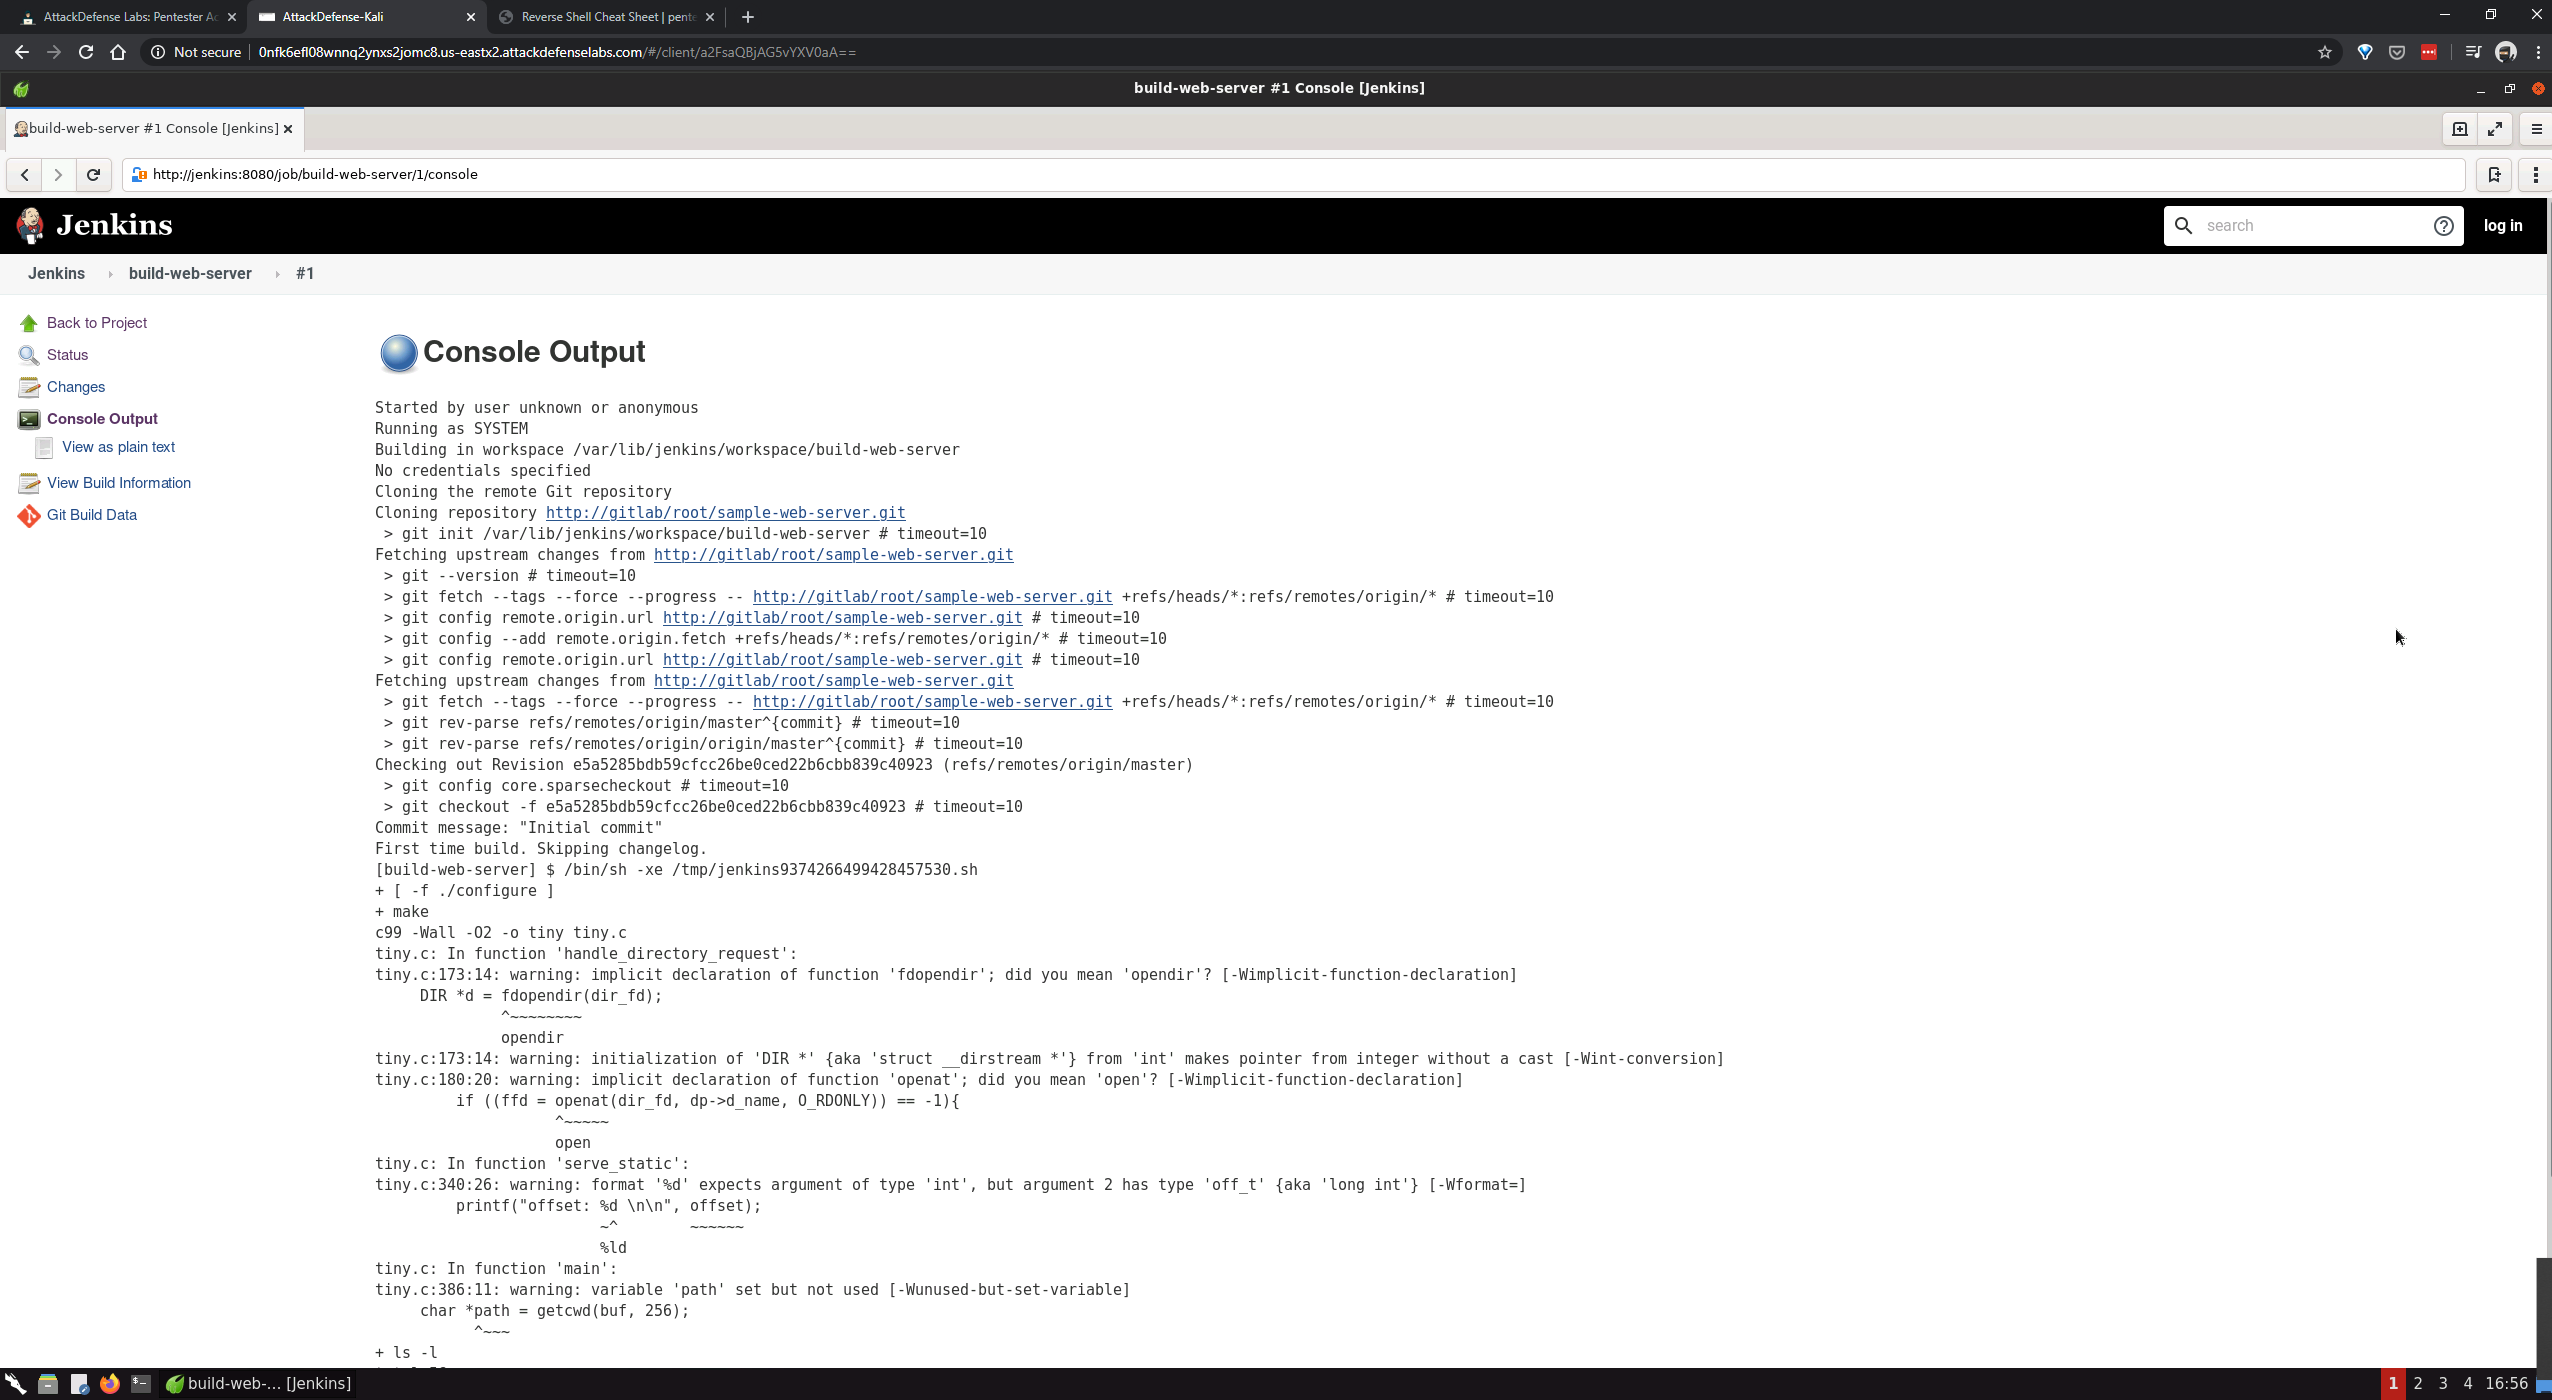 AttackDefense Labs: Pentester Ac
AttackDefense-Kali
Reverse Shell Cheat Sheet | pente
Not secure
0nfk6efl08wnnq2ynxs2jomc8.us-eastx2.attackdefenselabs.com/#/client/a2FsaQBjAG5vYXV0aA==
build-web-server #1 Console [Jenkins]
build-web-server #1 Console [Jenkins]
http://jenkins:8080/job/build-web-server/1/console
Jenkins
search
log in
Jenkins
build-web-server
#1
Back to Project
Status
Changes
Console Output
View as plain text
View Build Information
Git Build Data
Console Output
Started by user unknown or anonymous
Running as SYSTEM
Building in workspace /var/lib/jenkins/workspace/build-web-server
No credentials specified
Cloning the remote Git repository
Cloning repository http://gitlab/root/sample-web-server.git
> git init /var/lib/jenkins/workspace/build-web-server # timeout=10
Fetching upstream changes from http://gitlab/root/sample-web-server.git
> git --version # timeout=10
> git fetch --tags --force --progress -- http://gitlab/root/sample-web-server.git +refs/heads/*:refs/remotes/origin/* # timeout=10
> git config remote.origin.url http://gitlab/root/sample-web-server.git # timeout=10
> git config --add remote.origin.fetch +refs/heads/*:refs/remotes/origin/* # timeout=10
> git config remote.origin.url http://gitlab/root/sample-web-server.git # timeout=10
Fetching upstream changes from http://gitlab/root/sample-web-server.git
> git fetch --tags --force --progress -- http://gitlab/root/sample-web-server.git +refs/heads/*:refs/remotes/origin/* # timeout=10
> git rev-parse refs/remotes/origin/master^{commit} # timeout=10
> git rev-parse refs/remotes/origin/origin/master^{commit} # timeout=10
Checking out Revision e5a5285bdb59cfcc26be0ced22b6cbb839c40923 (refs/remotes/origin/master)
> git config core.sparsecheckout # timeout=10
> git checkout -f e5a5285bdb59cfcc26be0ced22b6cbb839c40923 # timeout=10
Commit message: "Initial commit"
First time build. Skipping changelog.
[build-web-server] $ /bin/sh -xe /tmp/jenkins9374266499428457530.sh
+ [ -f ./configure ]
+ make
c99 -Wall -O2 -o tiny tiny.c
tiny.c: In function 'handle_directory_request':
tiny.c:173:14: warning: implicit declaration of function 'fdopendir'; did you mean 'opendir'? [-Wimplicit-function-declaration]
DIR *d = fdopendir(dir_fd);
^~~~~~~~~
opendir
tiny.c:173:14: warning: initialization of 'DIR *' {aka 'struct __dirstream *'} from 'int' makes pointer from integer without a cast [-Wint-conversion]
tiny.c:180:20: warning: implicit declaration of function 'openat'; did you mean 'open'? [-Wimplicit-function-declaration]
if ((ffd = openat(dir_fd, dp->d_name, O_RDONLY)) == -1){
^~~~~~
open
tiny.c: In function 'serve_static':
tiny.c:340:26: warning: format '%d' expects argument of type 'int', but argument 2 has type 'off_t' {aka 'long int'} [-Wformat=]
printf("offset: %d \n\n", offset);
~^ ~~~~~~
%ld
tiny.c: In function 'main':
tiny.c:386:11: warning: variable 'path' set but not used [-Wunused-but-set-variable]
char *path = getcwd(buf, 256);
^~~~
+ ls -l
build-web-... [Jenkins]
1 2 3 4 16:56